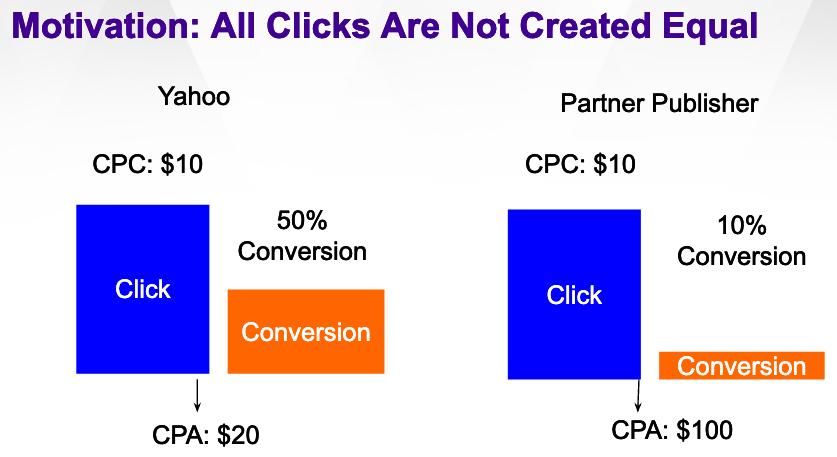 Motivation: All Clicks Are Not Created Equal
Yahoo
CPC: $10
Click
50%
Conversion
Conversion
CPA: $20
Partner Publisher
CPC: $10
Click
10%
Conversion
Conversion
CPA: $100